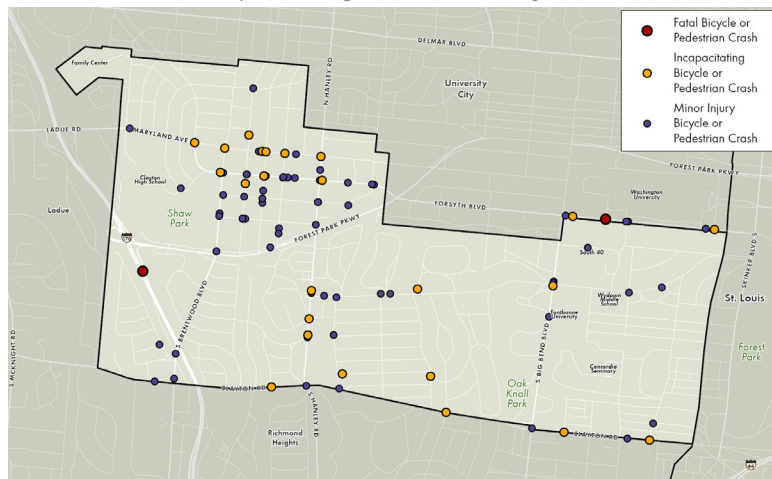 Fatal Bicycle or
Pedestrian Crash
Incapacitating
Bicycle or
Pedestrian Crash
Minor Injury
Bicycle or
Pedestrian Crash
DELMAR BLVD
Family Center
N HANLEY RD
University
City
LADUE RD
MARYLAND AVE
FOREST PARK PKWY
Clayton
High School
Washington
University
Ladue
Shaw
Park
FORSYTH BLVD
FOREST PARK PKWY
170
South 40
SKINKER BLVD S
S BRENTWOOD BLVD
Wydown
Middle
School
St. Louis
Fontbonne
University
S MCKNIGHT RD
S BIG BEND BLVD
Forest
Park
Concordia
Seminary
CLAYTON RD
Oak
Knoll
Park
S HANLEY RD
Richmond
Heights
CLAYTON RD
64